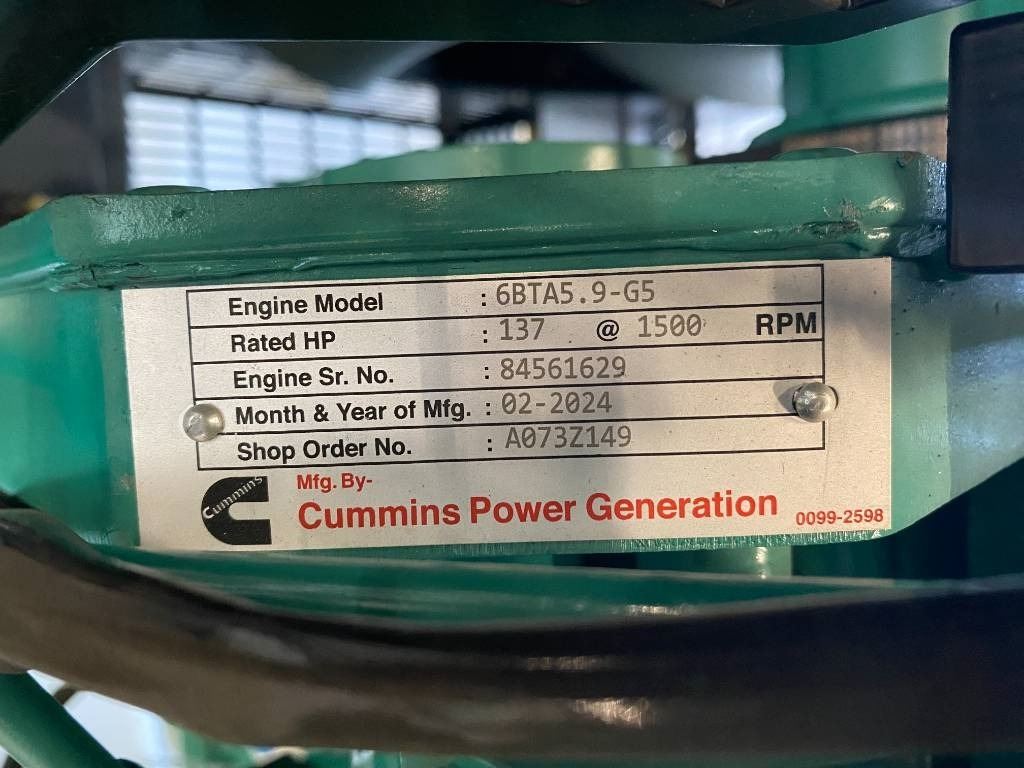 Engine Model : 6BTA5.9-G5
Rated HP : 137 @ 1500 RPM
Engine Sr. No. : 84561629
Month & Year of Mfg. : 02-2024
Shop Order No. : A073Z149
Cummins
Mfg. By-
Cummins Power Generation
0099-2598